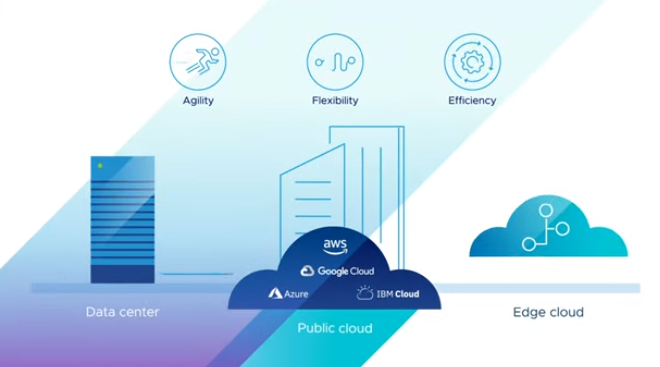 Agility
Flexibility
Efficiency
aws
Google Cloud
Azure
IBM Cloud
Data center
Public cloud
Edge cloud